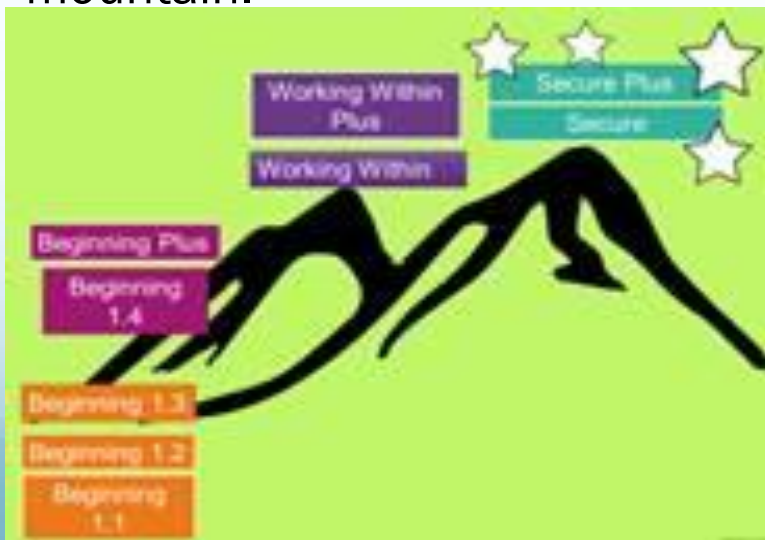 mountain.
Secure Plus
Secure
Working Within
Plus
Working Within
Beginning Plus
Beginning
1.4
Beginning 1.3
Beginning 1.2
Beginning
1.1